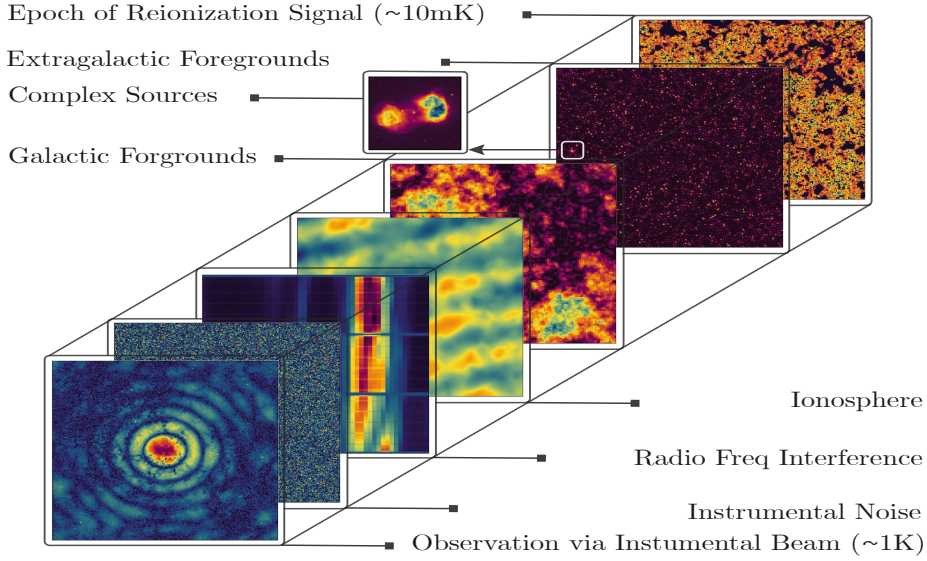 Epoch of Reionization Signal (~10mK)
Extragalactic Foregrounds
Complex Sources
Galactic Forgrounds
Ionosphere
Radio Freq Interference
Instrumental Noise
Observation via Instumental Beam (~1K)